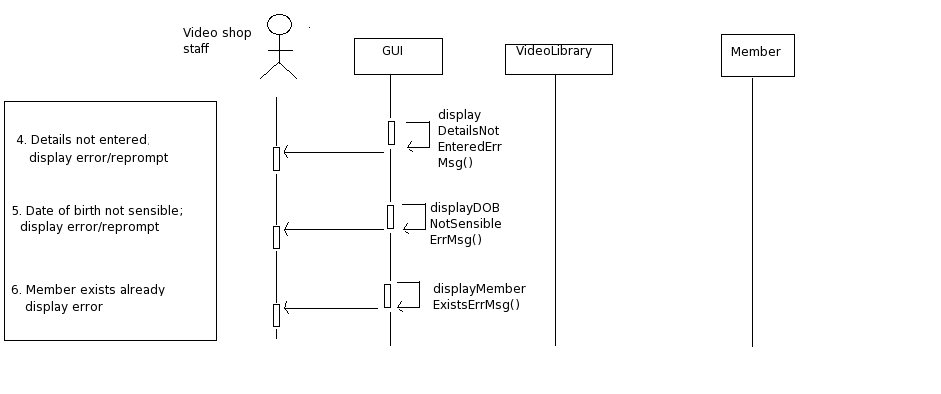 Video shop
staff
GUI
VideoLibrary
Member
4. Details not entered,
display error/reprompt
5. Date of birth not sensible;
display error/reprompt
6. Member exists already
display error
display
DetailsNot
EnteredErr
Msg()
displayDOB
NotSensible
ErrMsg()
displayMember
ExistsErrMsg()